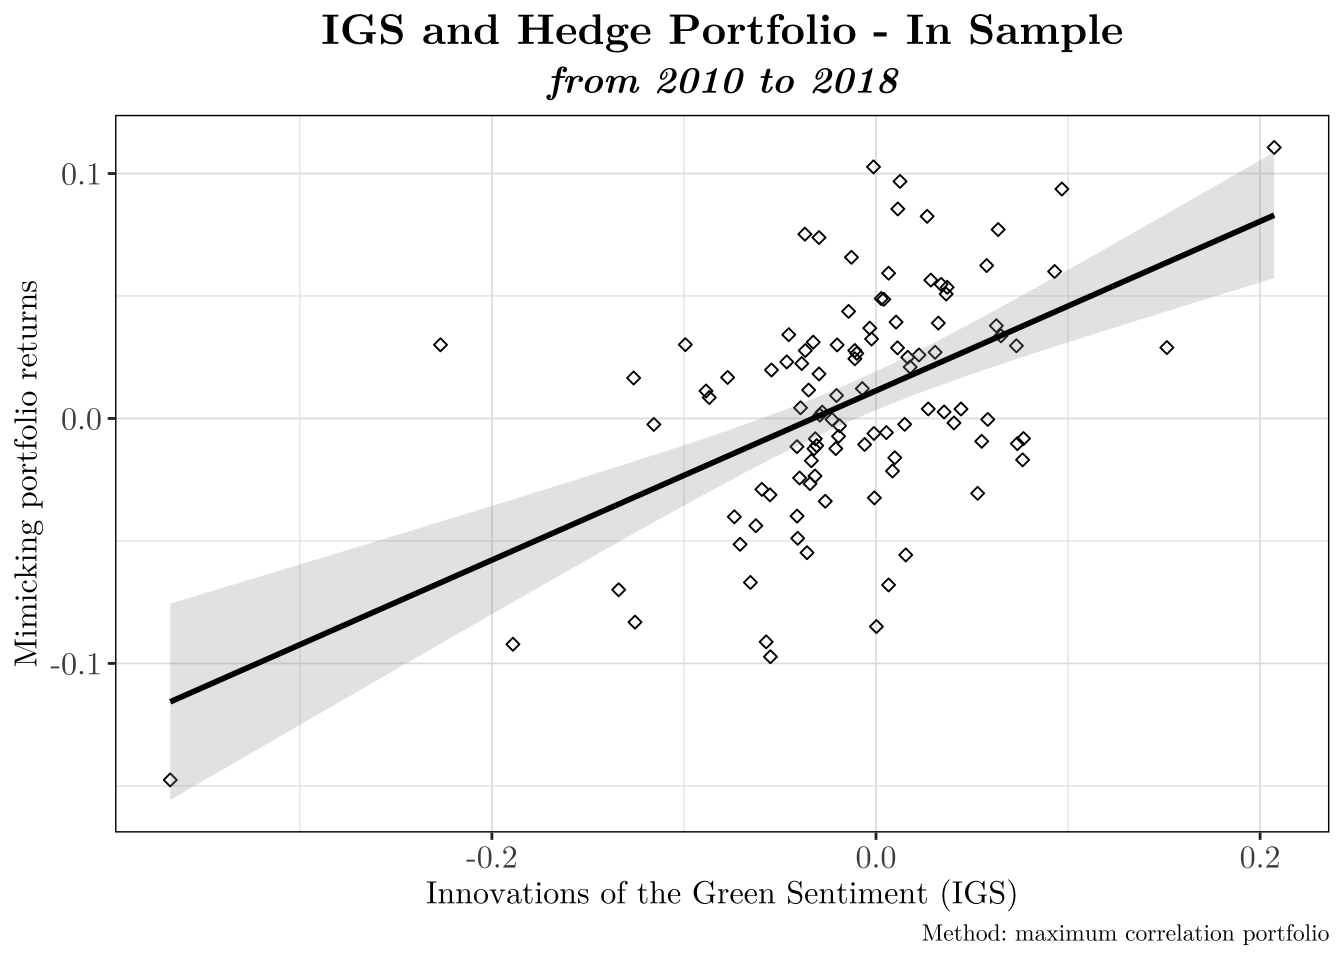 IGS and Hedge Portfolio - In Sample
from 2010 to 2018
Mimicking portfolio returns
0.1
0.0
-0.1
-0.2
0.0
0.2
Innovations of the Green Sentiment (IGS)
Method: maximum correlation portfolio